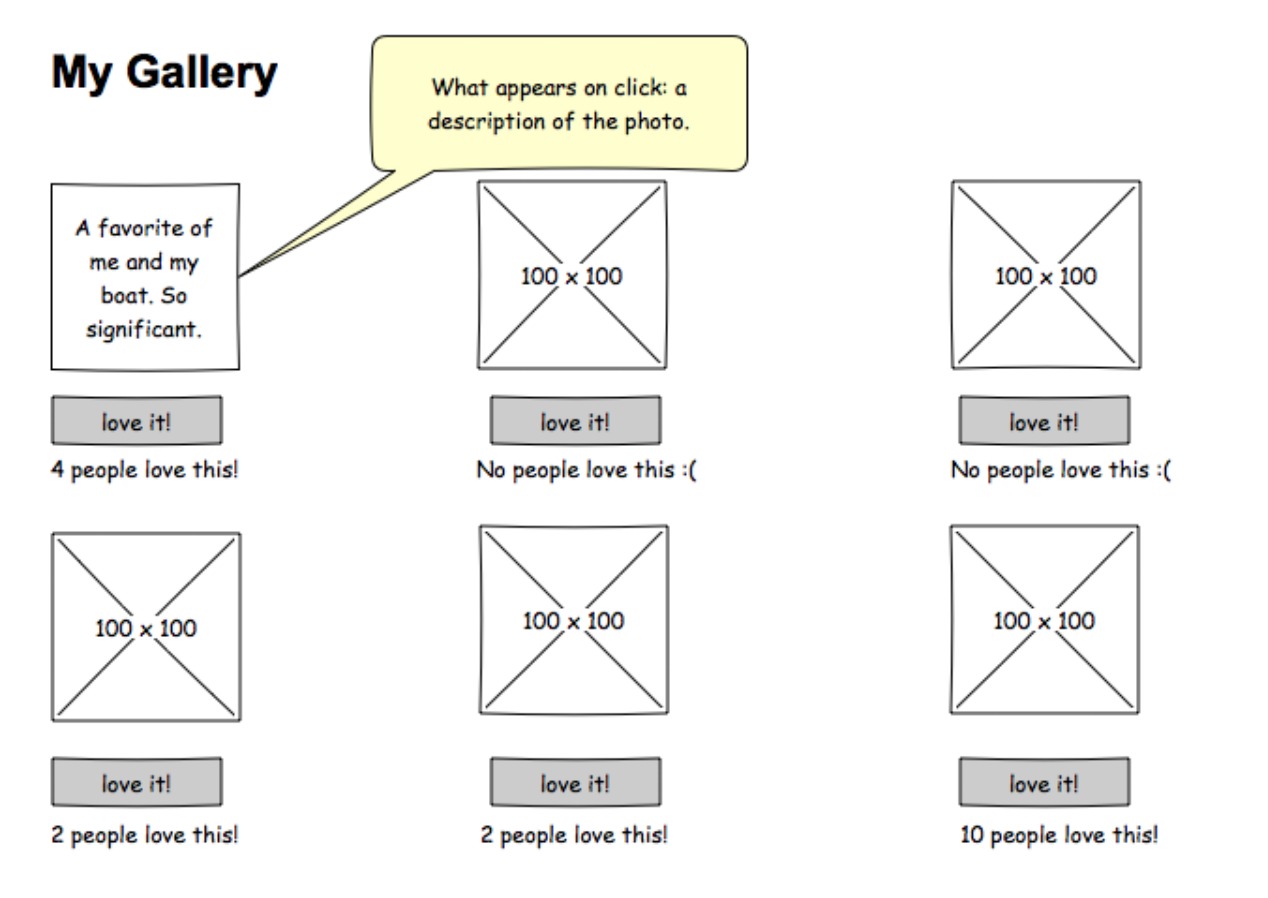 My Gallery
What appears on click: a
description of the photo.
A favorite of
me and my
boat. So
significant.
100 x 100
100 x 100
love it!
love it!
love it!
4 people love this!
No people love this :(
No people love this :(
100 x 100
100 x 100
100 x 100
love it!
love it!
love it!
2 people love this!
2 people love this!
10 people love this!